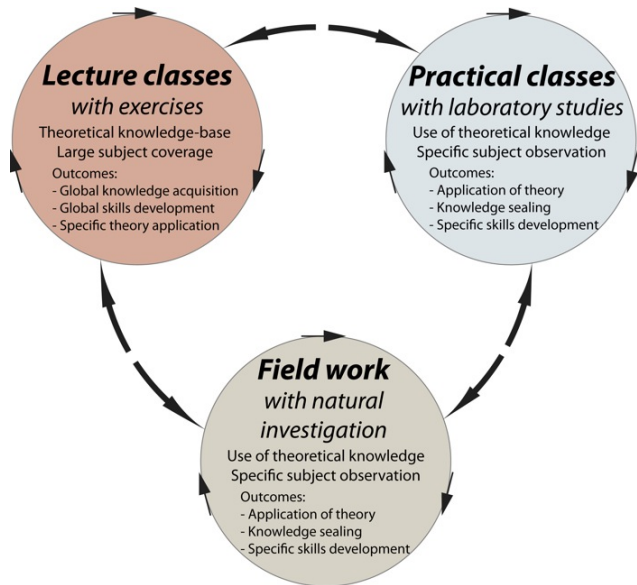 Lecture classes
with exercises
Theoretical knowledge-base
Large subject coverage
Outcomes:
- Global knowledge acquisition
- Global skills development
- Specific theory application
Practical classes
with laboratory studies
Use of theoretical knowledge
Specific subject observation
Outcomes:
- Application of theory
- Knowledge sealing
- Specific skills development
Field work
with natural
investigation
Use of theoretical knowledge
Specific subject observation
Outcomes:
- Application of theory
- Knowledge sealing
- Specific skills development